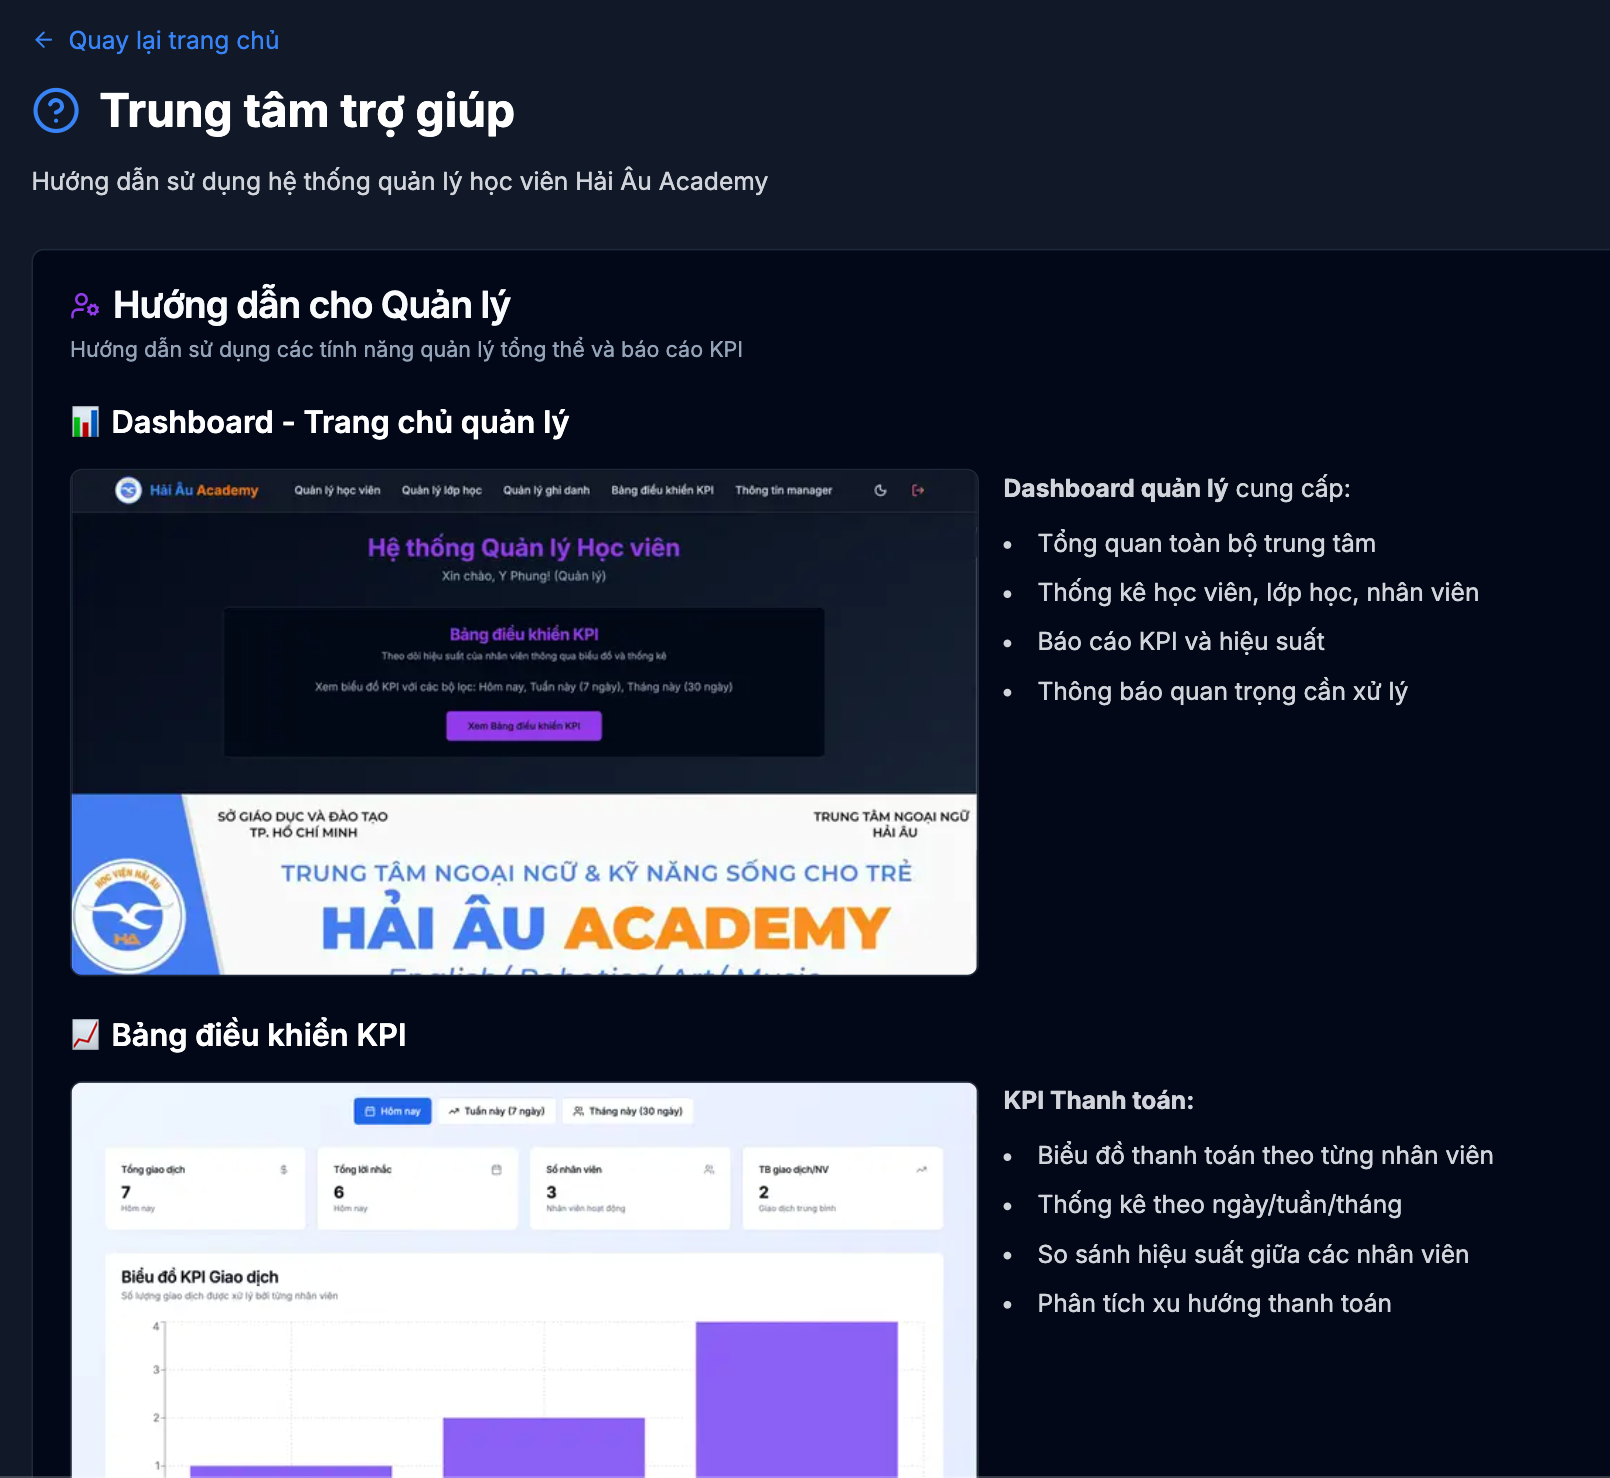 Quay lại trang chủ
Trung tâm trợ giúp
Hướng dẫn sử dụng hệ thống quản lý học viên Hải Âu Academy
Hướng dẫn cho Quản lý
Hướng dẫn sử dụng các tính năng quản lý tổng thể và báo cáo KPI
Dashboard - Trang chủ quản lý
Hải Âu Academy
Quản lý học viên
Quản lý lớp học
Quản lý ghi danh
Bảng điều khiển KPI
Thông tin manager
Hệ thống Quản lý Học viên
Xin chào, Y Phung! (Quản lý)
Bảng điều khiển KPI
Theo dõi hiệu suất của nhân viên thông qua biểu đồ và thống kê
Xem biểu đồ KPI với các bộ lọc: Hôm nay, Tuần này (7 ngày), Tháng này (30 ngày)
Xem Bảng điều khiển KPI
SỞ GIÁO DỤC VÀ ĐÀO TẠO
TP. HỒ CHÍ MINH
TRUNG TÂM NGOẠI NGỮ
HẢI ÂU
HỌC VIỆN HẢI ÂU
HA
TRUNG TÂM NGOẠI NGỮ & KỸ NĂNG SỐNG CHO TRẺ
HẢI ÂU ACADEMY
English/ Robotics/ Art/ Music
Dashboard quản lý cung cấp:
• Tổng quan toàn bộ trung tâm
• Thống kê học viên, lớp học, nhân viên
• Báo cáo KPI và hiệu suất
• Thông báo quan trọng cần xử lý
Bảng điều khiển KPI
Hôm nay
Tuần này (7 ngày)
Tháng này (30 ngày)
Tổng giao dịch
$
7
Hôm nay
Tổng lời nhắc
6
Hôm nay
Số nhân viên
3
Nhân viên hoạt động
TB giao dịch/NV
2
Giao dịch trung bình
Biểu đồ KPI Giao dịch
Số lượng giao dịch được xử lý bởi từng nhân viên
4
3
2
1
KPI Thanh toán:
• Biểu đồ thanh toán theo từng nhân viên
• Thống kê theo ngày/tuần/tháng
• So sánh hiệu suất giữa các nhân viên
• Phân tích xu hướng thanh toán